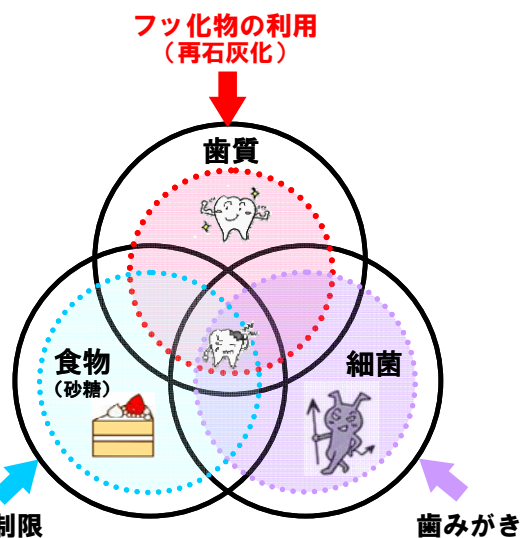 フッ化物の利用
（再石灰化）
歯質
食物
（砂糖）
細菌
制限
歯みがき